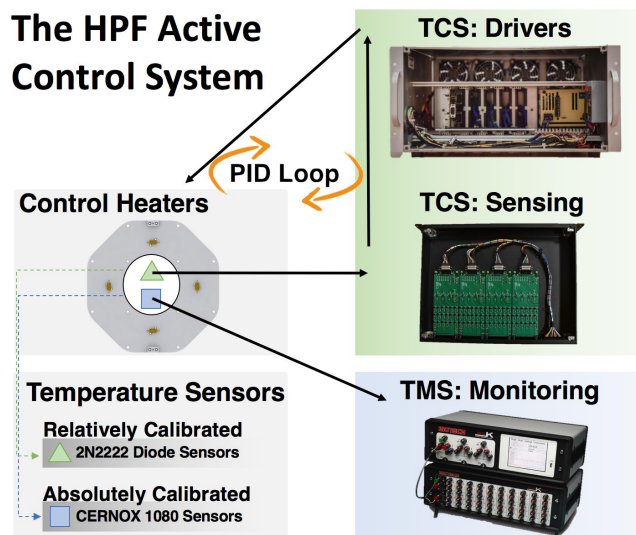 The HPF Active
Control System
TCS: Drivers
PID Loop
Control Heaters
TCS: Sensing
Temperature Sensors
Relatively Calibrated
2N2222 Diode Sensors
Absolutely Calibrated
CERNOX 1080 Sensors
TMS: Monitoring